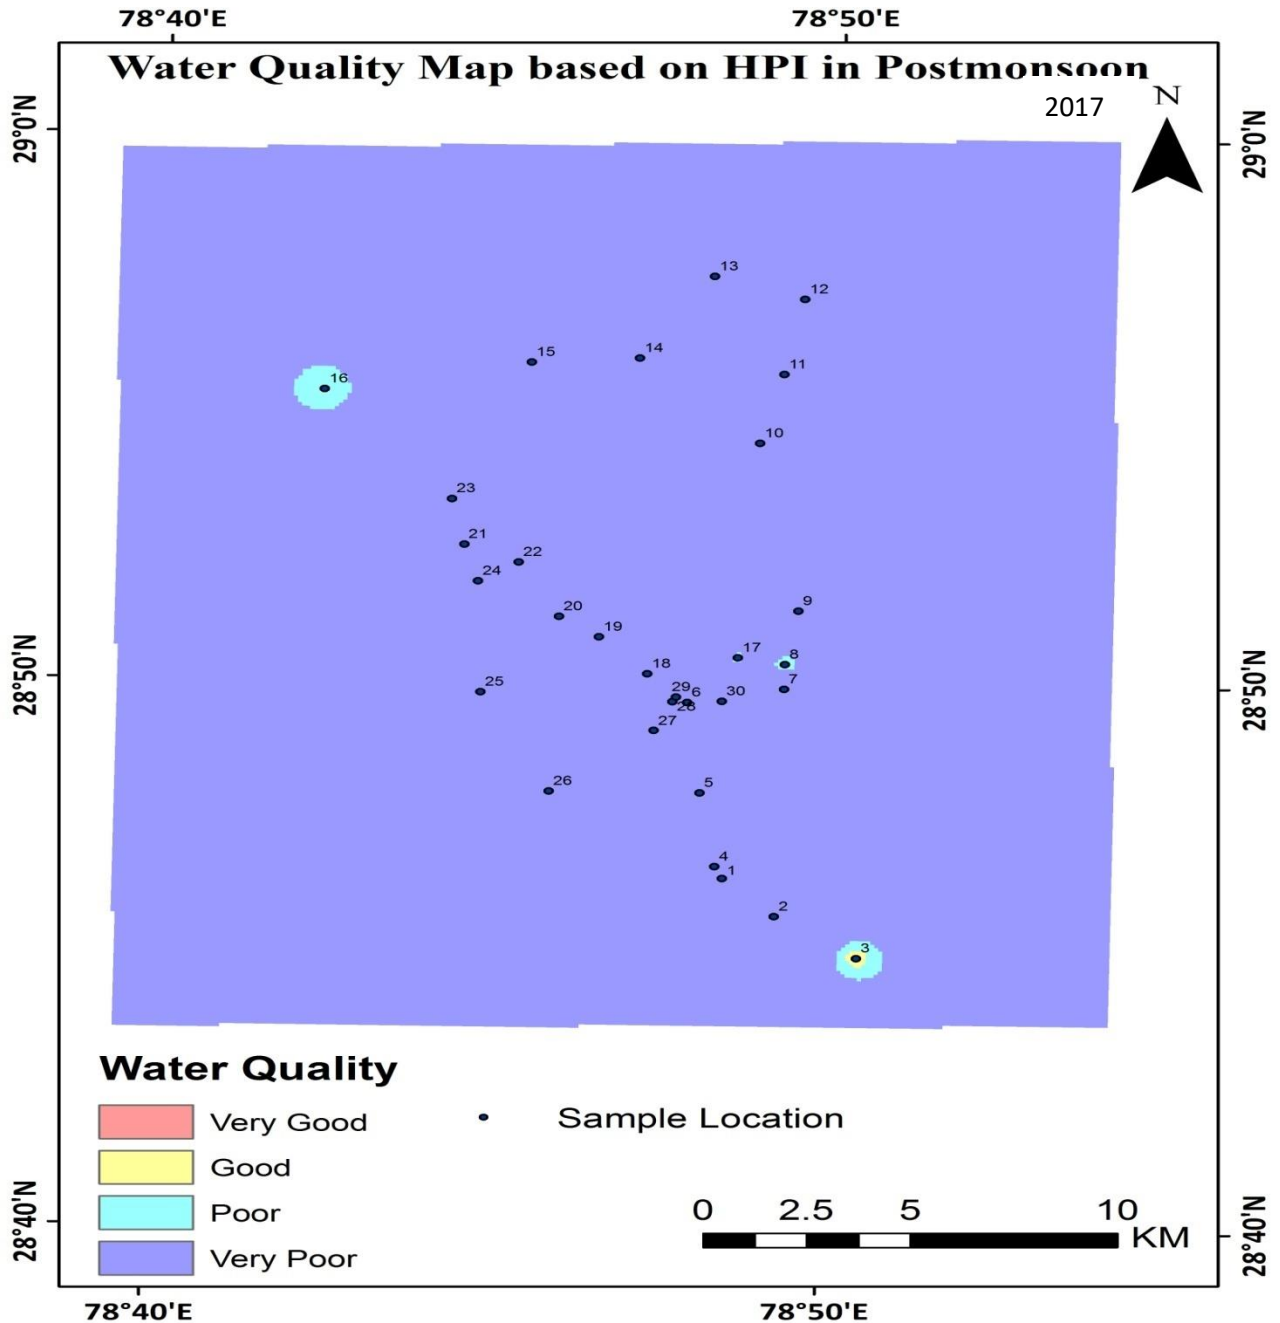 78°40'E 78°50'E
Water Quality Map based on HPI in Postmonsoon
2017
N
29°0'N 29°0'N
13
12
15 14
11
16
10
23
21
22
24
20 9
19
17
18 8
25 29 6 30 7
28
27
26 5
4
1
2
3
28°50'N 28°50'N
Water Quality
Very Good
Sample Location
Good
Poor
Very Poor
0 2.5 5 10
KM
28°40'N 28°40'N
78°40'E 78°50'E